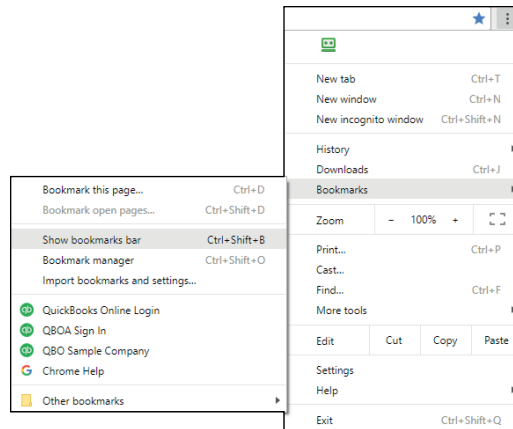 New tab Ctrl+T
New window Ctrl+N
New incognito window Ctrl+Shift+N
History
Downloads Ctrl+J
Bookmarks
Zoom - 100% +
Print... Ctrl+P
Cast...
Find... Ctrl+F
More tools
Edit Cut Copy Paste
Settings
Help
Exit Ctrl+Shift+Q
Bookmark this page... Ctrl+D
Bookmark open pages... Ctrl+Shift+D
Show bookmarks bar Ctrl+Shift+B
Bookmark manager Ctrl+Shift+O
Import bookmarks and settings...
qb QuickBooks Online Login
qb QBOA Sign In
qb QBO Sample Company
G Chrome Help
Other bookmarks